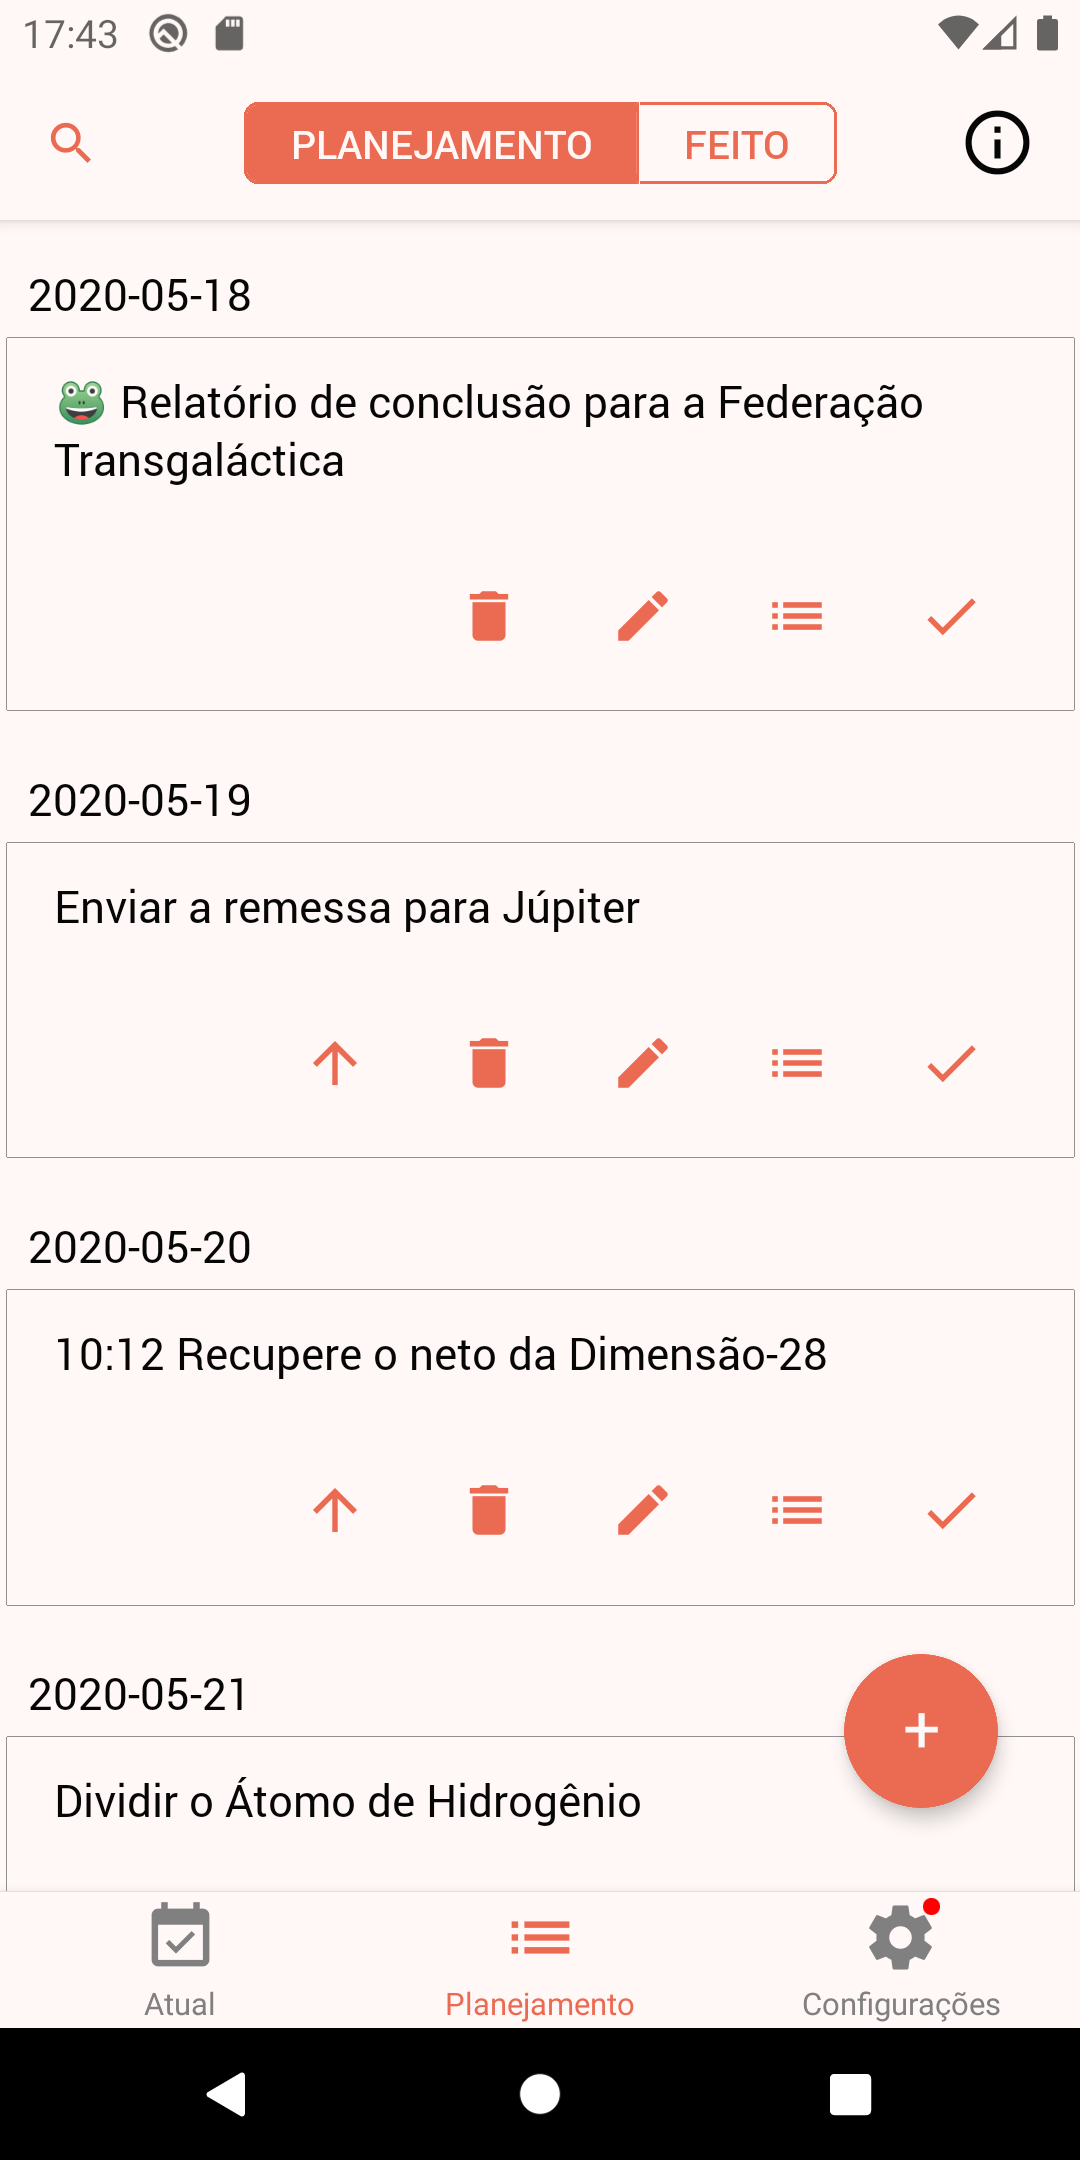 17:43
PLANEJAMENTO FEITO
2020-05-18
🐸 Relatório de conclusão para a Federação
Transgaláctica
2020-05-19
Enviar a remessa para Júpiter
2020-05-20
10:12 Recupere o neto da Dimensão-28
2020-05-21
Dividir o Átomo de Hidrogênio
Atual Planejamento Configurações